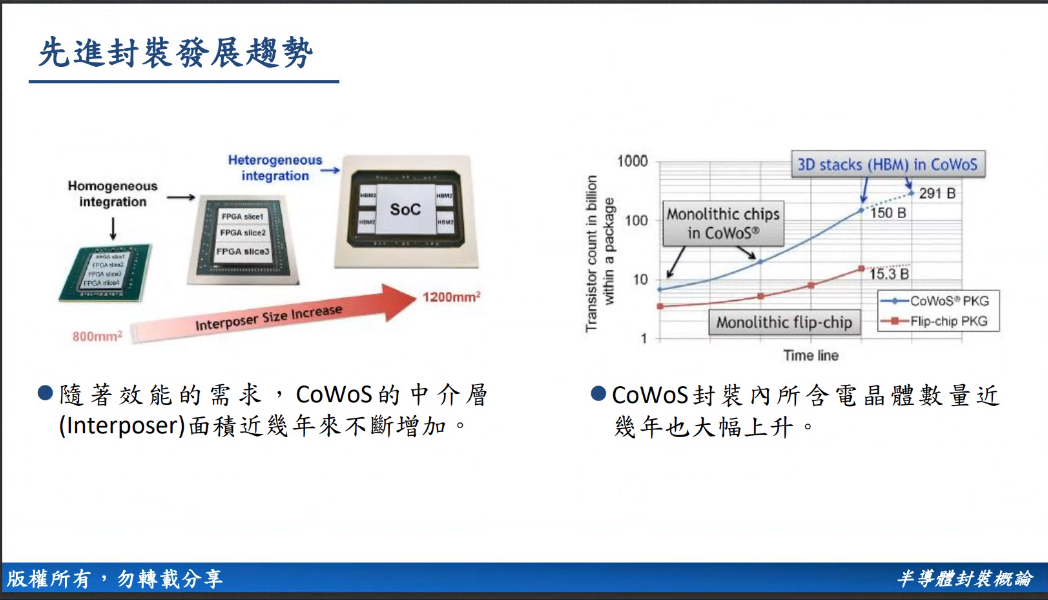 先進封裝發展趨勢
Homogeneous
integration
Heterogeneous
integration
FPGA slice1
FPGA slice2
FPGA slice3
FPGA slice4
FPGA slice1
FPGA slice2
FPGA slice3
HBM2
HBM2
SoC
HBM2
HBM2
800mm²
Interposer Size Increase
1200mm²
隨著效能的需求，CoWoS的中介層
(Interposer)面積近幾年來不斷增加。
Transistor count in billion
within a package
1000
100
10
1
3D stacks (HBM) in CoWoS
291 B
150 B
Monolithic chips
in CoWoS®
15.3 B
Monolithic flip-chip
CoWoS® PKG
Flip-chip PKG
Time line
CoWoS封裝內所含電晶體數量近
幾年也大幅上升。
版權所有，勿轉載分享
半導體封裝概論